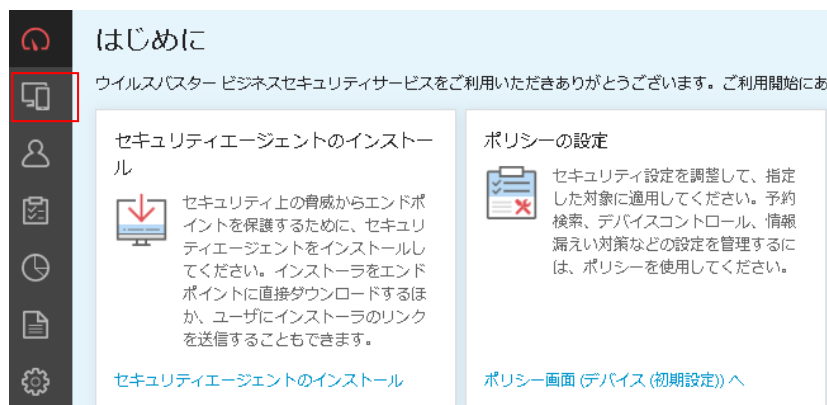 はじめに
ウイルスバスター ビジネスセキュリティサービスをご利用いただきありがとうございます。ご利用開始にあ
セキュリティエージェントのインストー
ル
セキュリティ上の脅威からエンドポ
イントを保護するために、セキュリ
ティエージェントをインストールし
てください。インストーラをエンド
ポイントに直接ダウンロードするほ
か、ユーザにインストーラのリンク
を送信することもできます。
セキュリティエージェントのインストール
ポリシーの設定
セキュリティ設定を調整して、指定
した対象に適用してください。予約
検索、デバイスコントロール、情報
漏えい対策などの設定を管理するに
は、ポリシーを使用してください。
ポリシー画面 (デバイス (初期設定)) へ